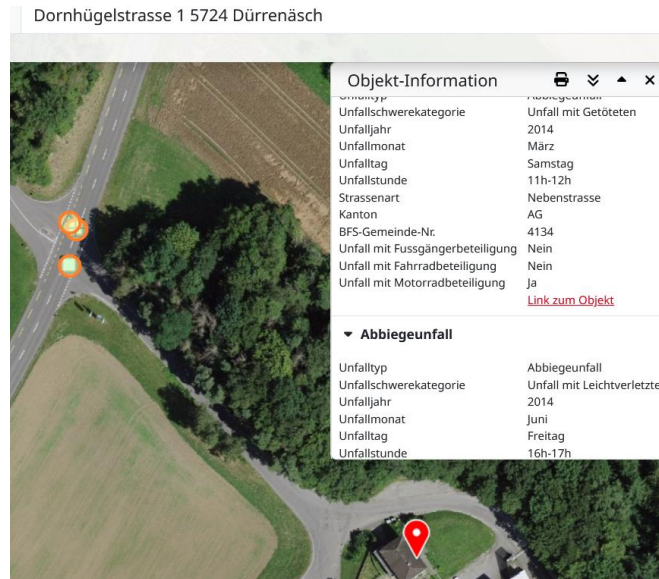 Dornhügelstrasse 1 5724 Dürrenäsch
Objekt-Information
Unfalltyp Abbiegeunfall
Unfallschwerekategorie Unfall mit Getöteten
Unfalljahr 2014
Unfallmonat März
Unfalltag Samstag
Unfallstunde 11h-12h
Strassenart Nebenstrasse
Kanton AG
BFS-Gemeinde-Nr. 4134
Unfall mit Fussgängerbeteiligung Nein
Unfall mit Fahrradbeteiligung Nein
Unfall mit Motorradbeteiligung Ja
Link zum Objekt
Abbiegeunfall
Unfalltyp Abbiegeunfall
Unfallschwerekategorie Unfall mit Leichtverletzte
Unfalljahr 2014
Unfallmonat Juni
Unfalltag Freitag
Unfallstunde 16h-17h